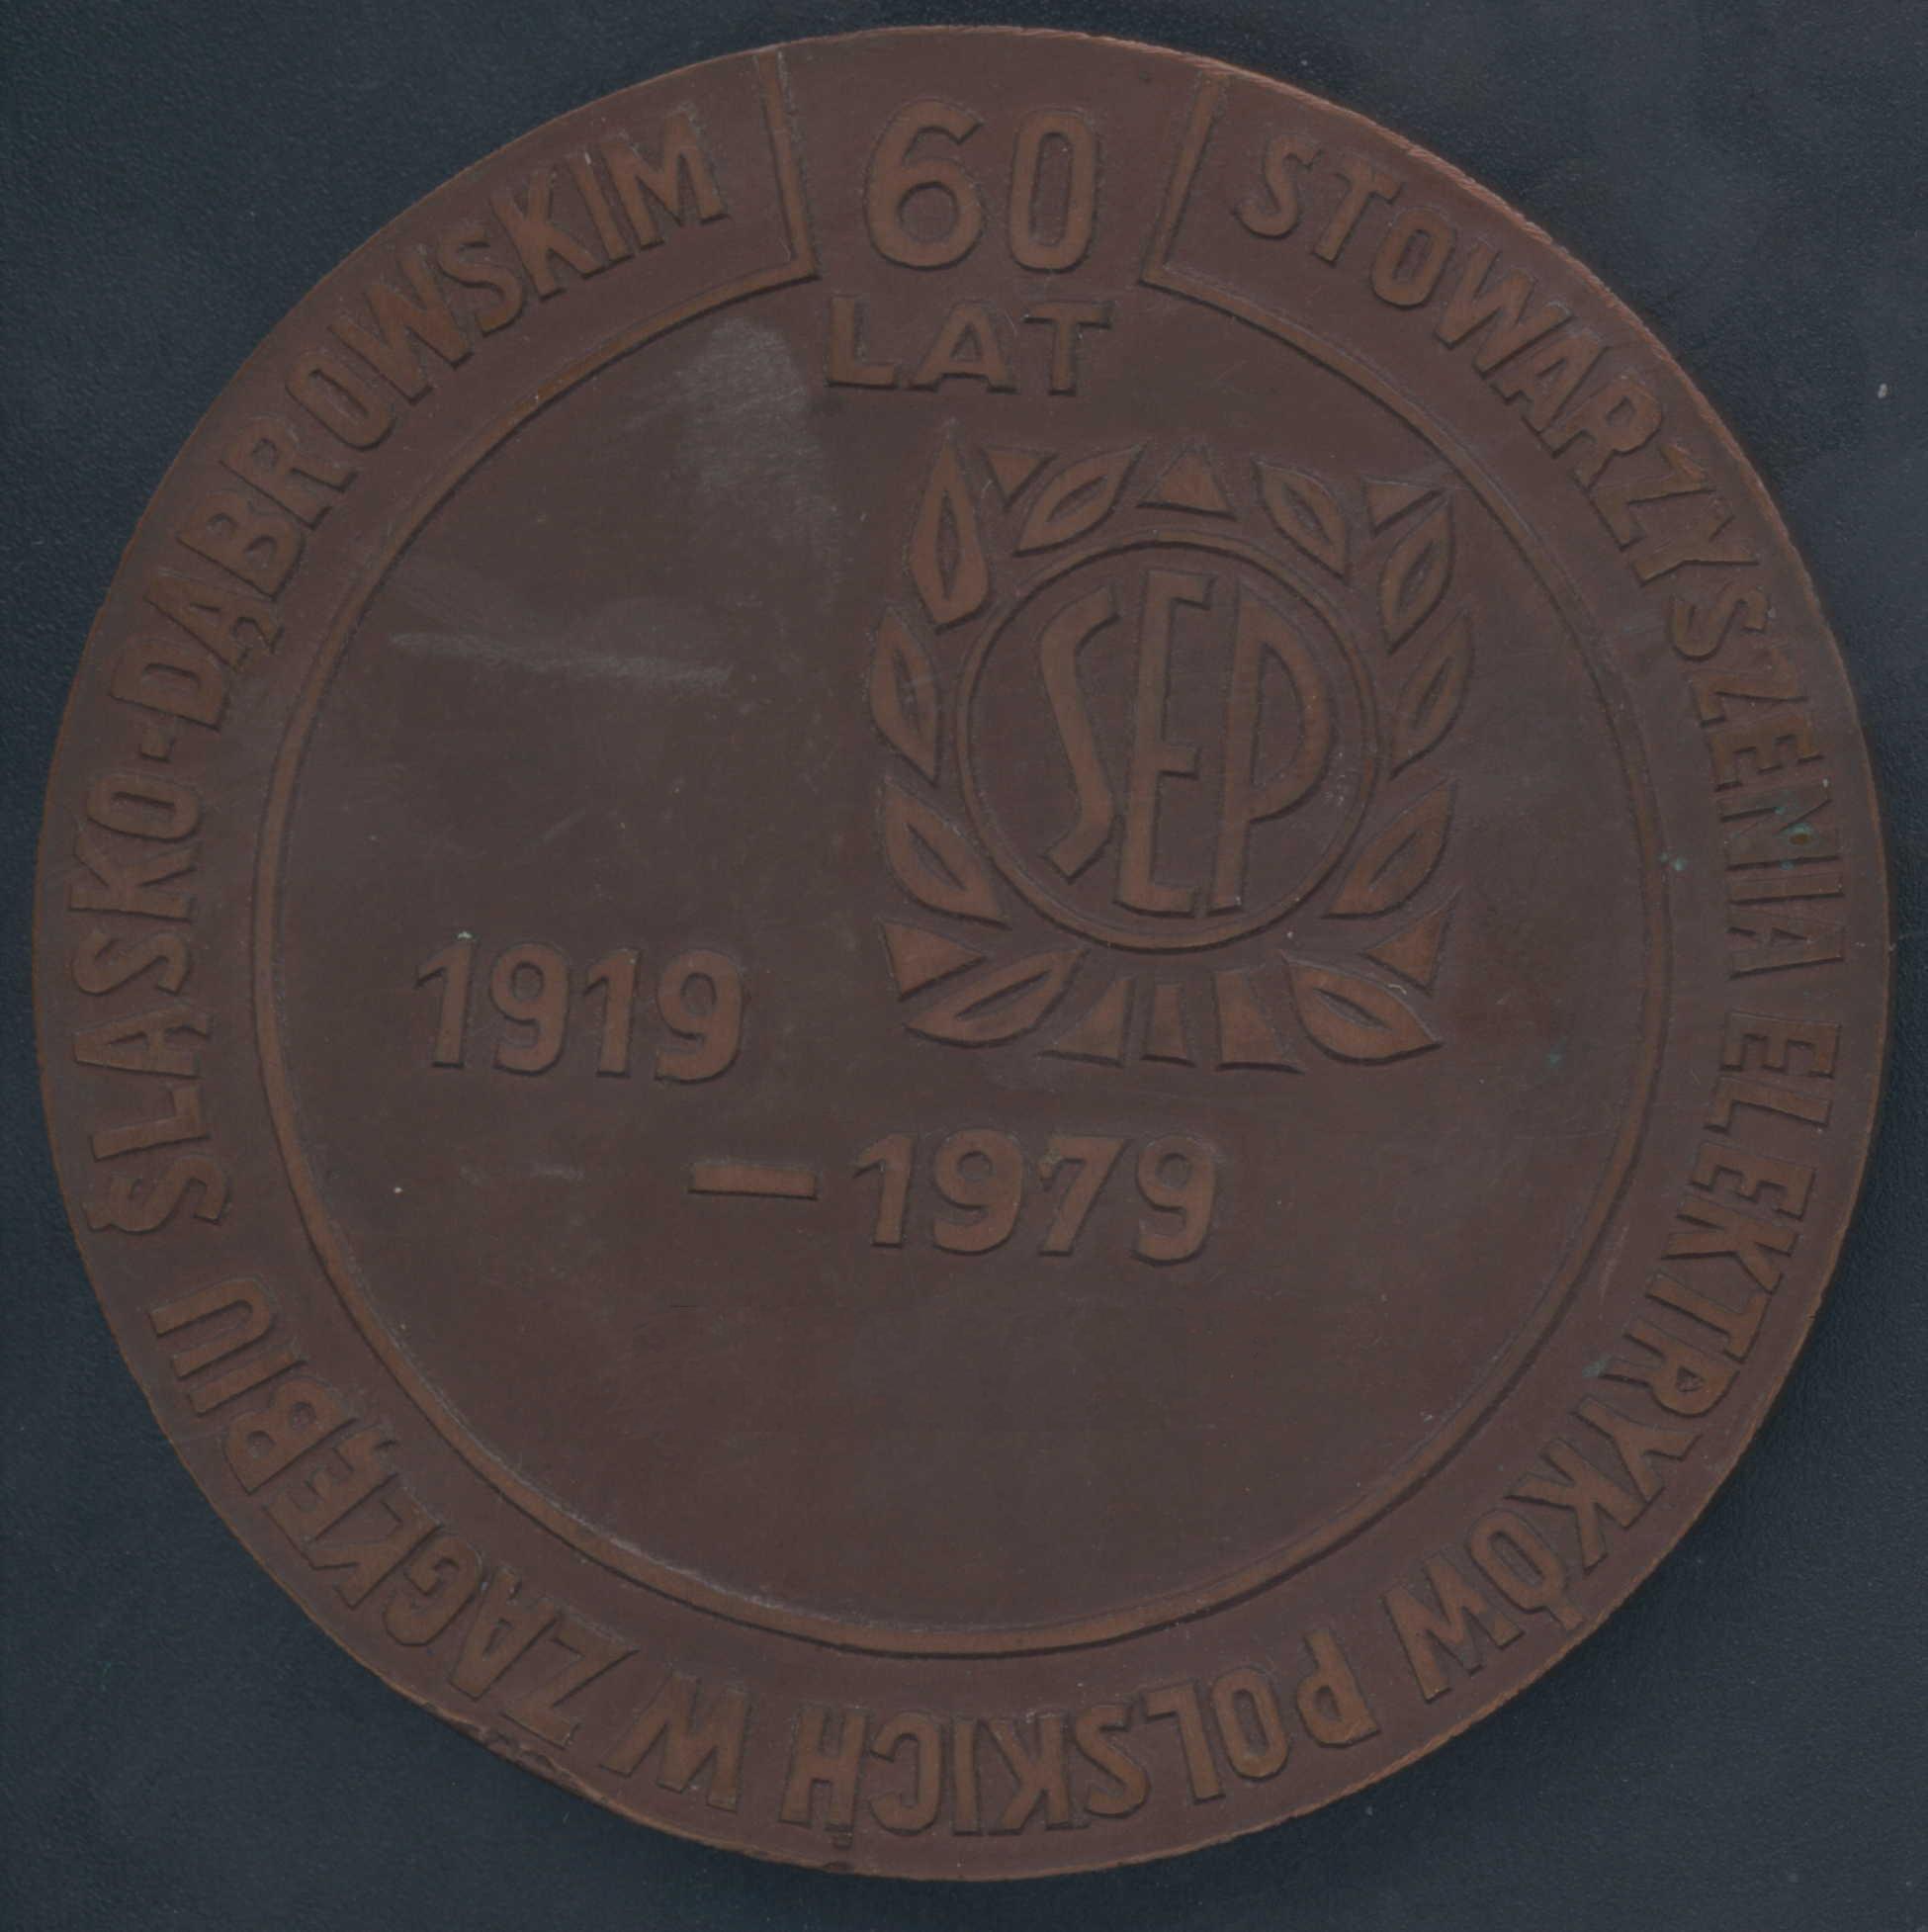 60
LAT
STOWARZYSZENIA ELEKTRYKÓW POLSKICH W ZAGŁĘBIU ŚLĄSKO-DĄBROWSKIM
SEP
1919
—1979